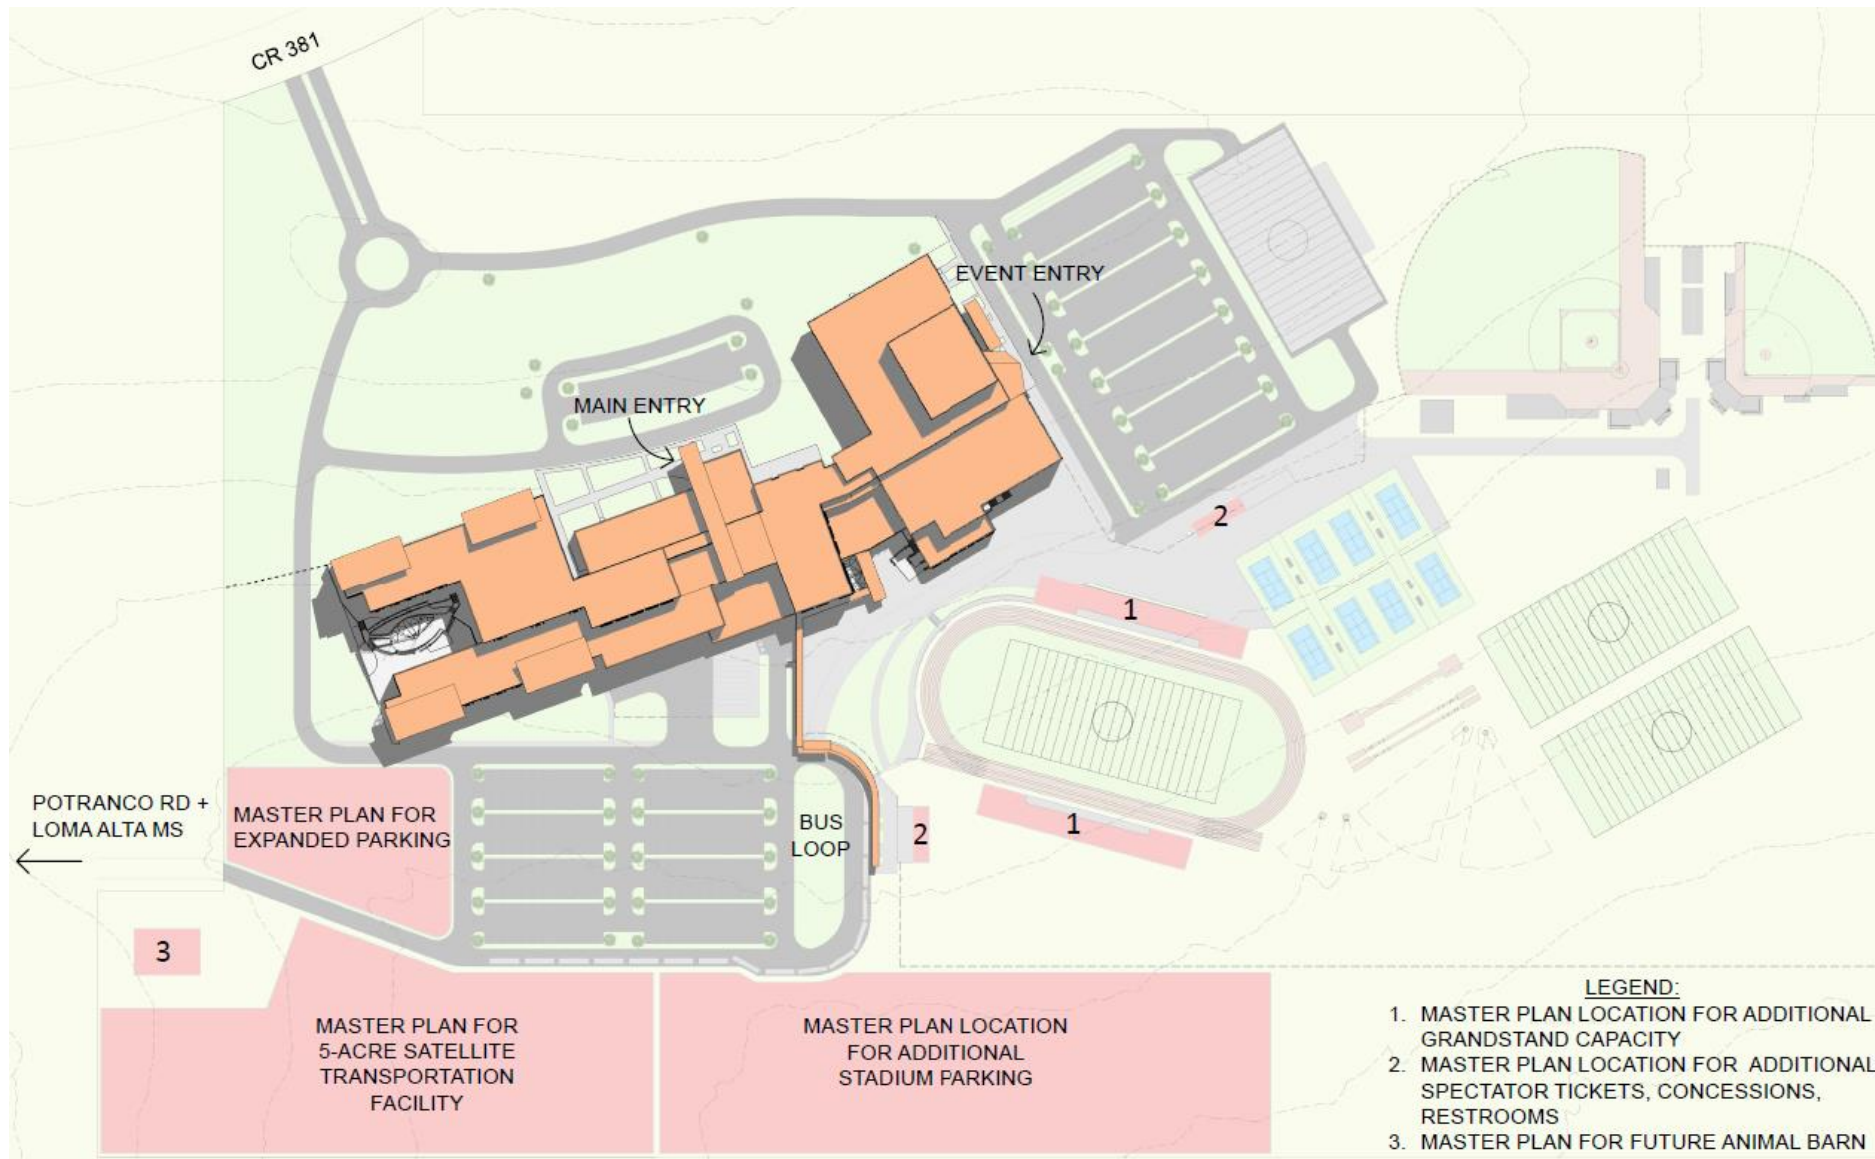 CR 381
EVENT ENTRY
MAIN ENTRY
2
1
POTRANCO RD +
LOMA ALTA MS
MASTER PLAN FOR
EXPANDED PARKING
BUS
LOOP
2
1
3
MASTER PLAN FOR
5-ACRE SATELLITE
TRANSPORTATION
FACILITY
MASTER PLAN LOCATION
FOR ADDITIONAL
STADIUM PARKING
LEGEND:
1. MASTER PLAN LOCATION FOR ADDITIONAL
GRANDSTAND CAPACITY
2. MASTER PLAN LOCATION FOR ADDITIONAL
SPECTATOR TICKETS, CONCESSIONS,
RESTROOMS
3. MASTER PLAN FOR FUTURE ANIMAL BARN